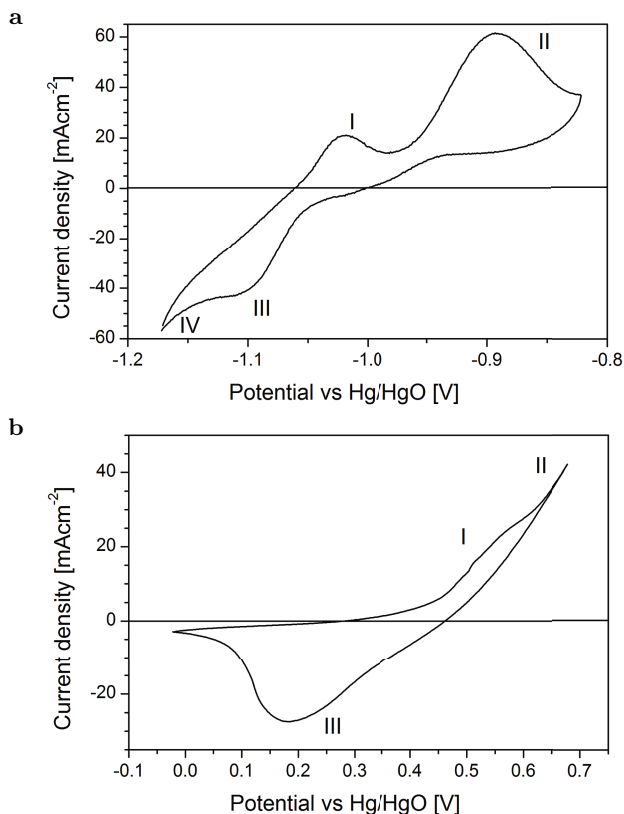 a
60
II
40
I
20
0
-20
-40
IV
III
-60
-1.2
-1.1
-1.0
-0.9
-0.8
Current density [mAcm-2]
Potential vs Hg/HgO [V]
b
40
II
I
20
0
-20
III
-0.1
0.0
0.1
0.2
0.3
0.4
0.5
0.6
0.7
Current density [mAcm-2]
Potential vs Hg/HgO [V]